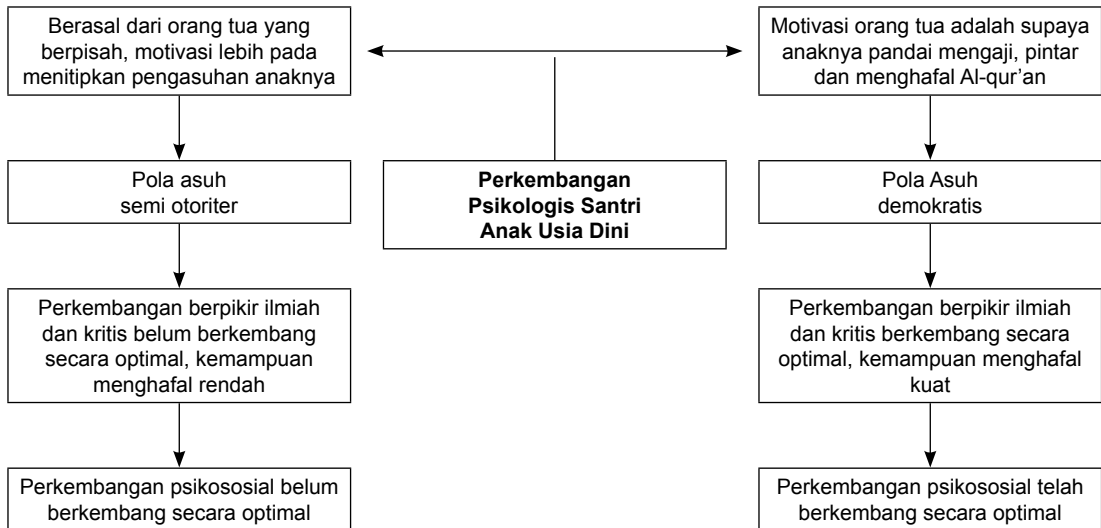 Berasal dari orang tua yang
berpisah, motivasi lebih pada
menitipkan pengasuhan anaknya
Motivasi orang tua adalah supaya
anaknya pandai mengaji, pintar
dan menghafal Al-qur’an
Pola asuh
semi otoriter
Perkembangan
Psikologis Santri
Anak Usia Dini
Pola Asuh
demokratis
Perkembangan berpikir ilmiah
dan kritis belum berkembang
secara optimal, kemampuan
menghafal rendah
Perkembangan berpikir ilmiah
dan kritis berkembang secara
optimal, kemampuan menghafal
kuat
Perkembangan psikososial belum
berkembang secara optimal
Perkembangan psikososial telah
berkembang secara optimal